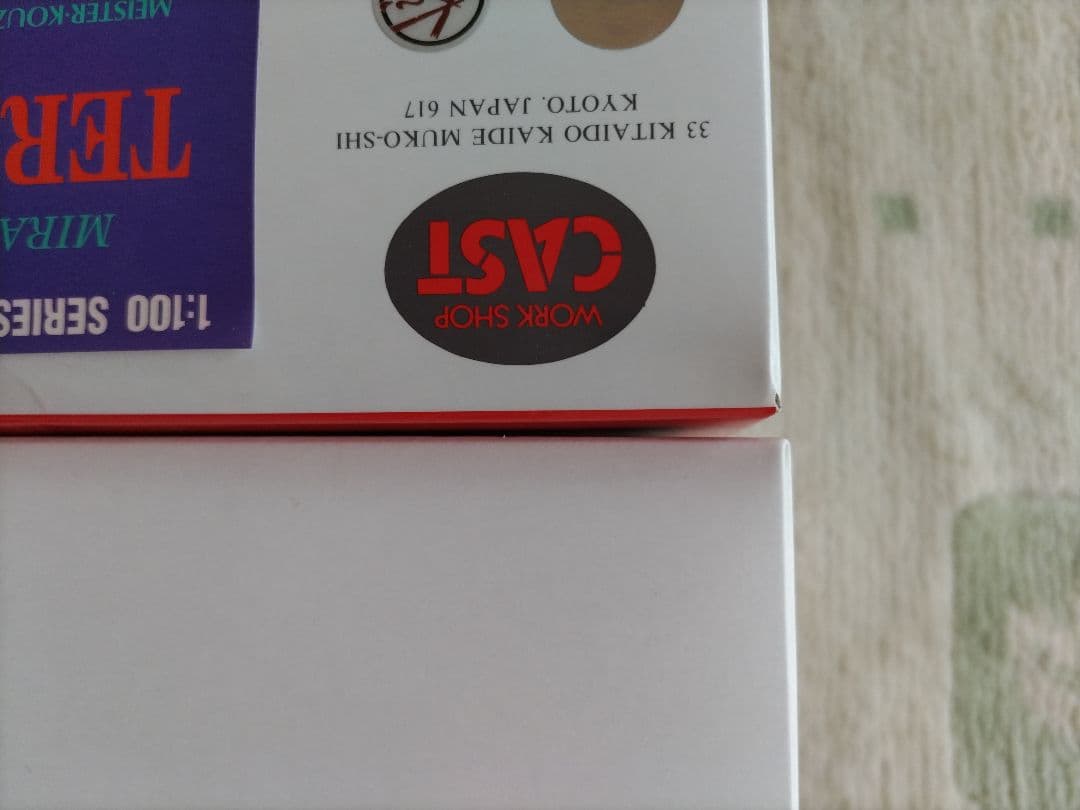 1:100 SERIES
MIRA
TER
MEISTER·KOUZ
WORK SHOP
CAST
33 KITAIDO KAIDE MUKO-SHI
KYOTO. JAPAN 617